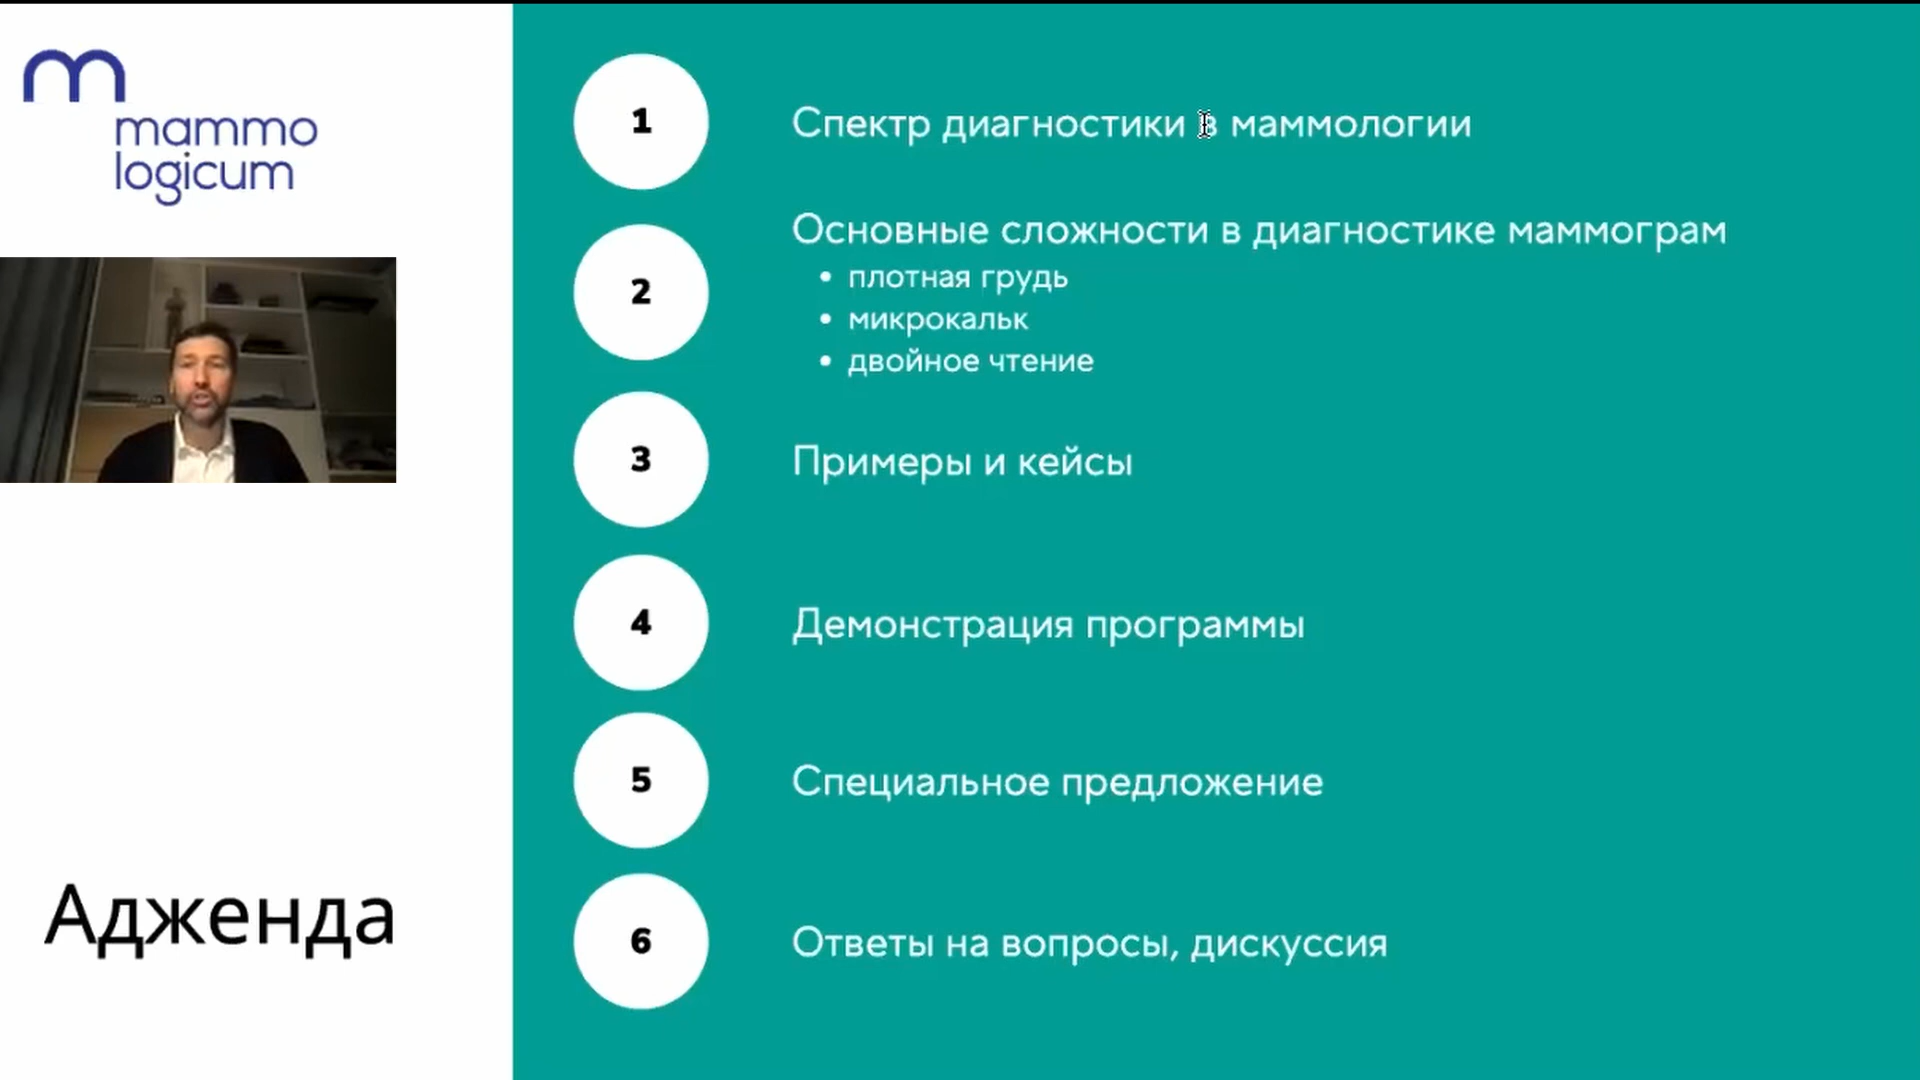 mammo
logicum
1
Спектр диагностики в маммологии
2
Основные сложности в диагностике маммограм
• плотная грудь
• микрокальк
• двойное чтение
3
Примеры и кейсы
4
Демонстрация программы
5
Специальное предложение
6
Ответы на вопросы, дискуссия
Адженда